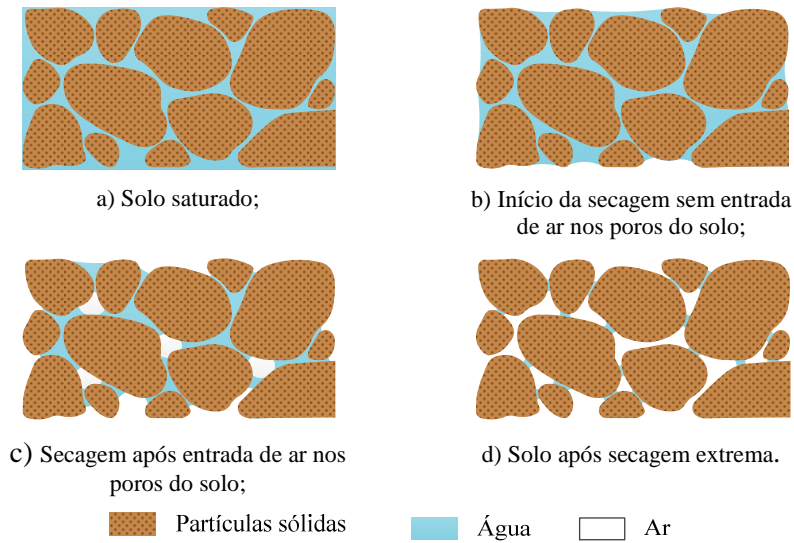 a) Solo saturado;
b) Início da secagem sem entrada
de ar nos poros do solo;
c) Secagem após entrada de ar nos
poros do solo;
d) Solo após secagem extrema.
Partículas sólidas
Água
Ar